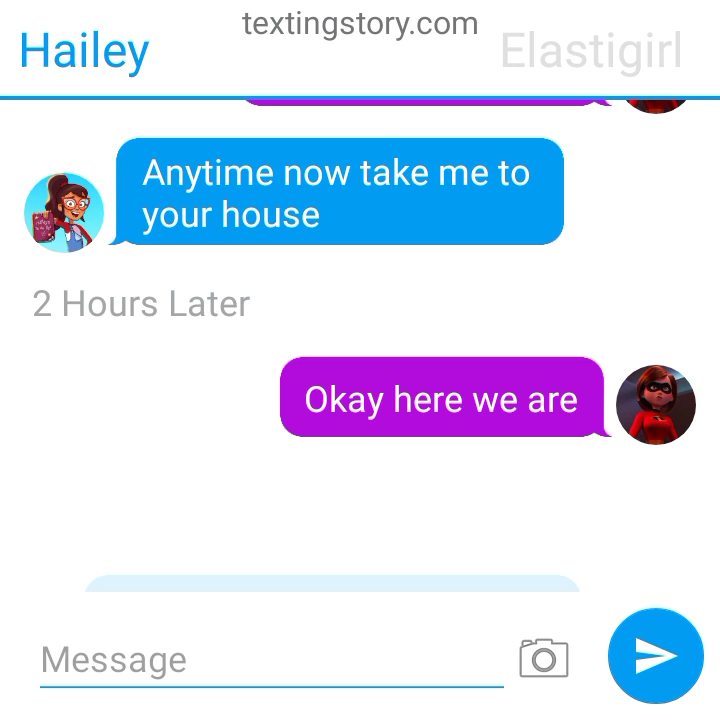 textingstory.com
Hailey
Elastigirl
Anytime now take me to
your house
2 Hours Later
Okay here we are
Message